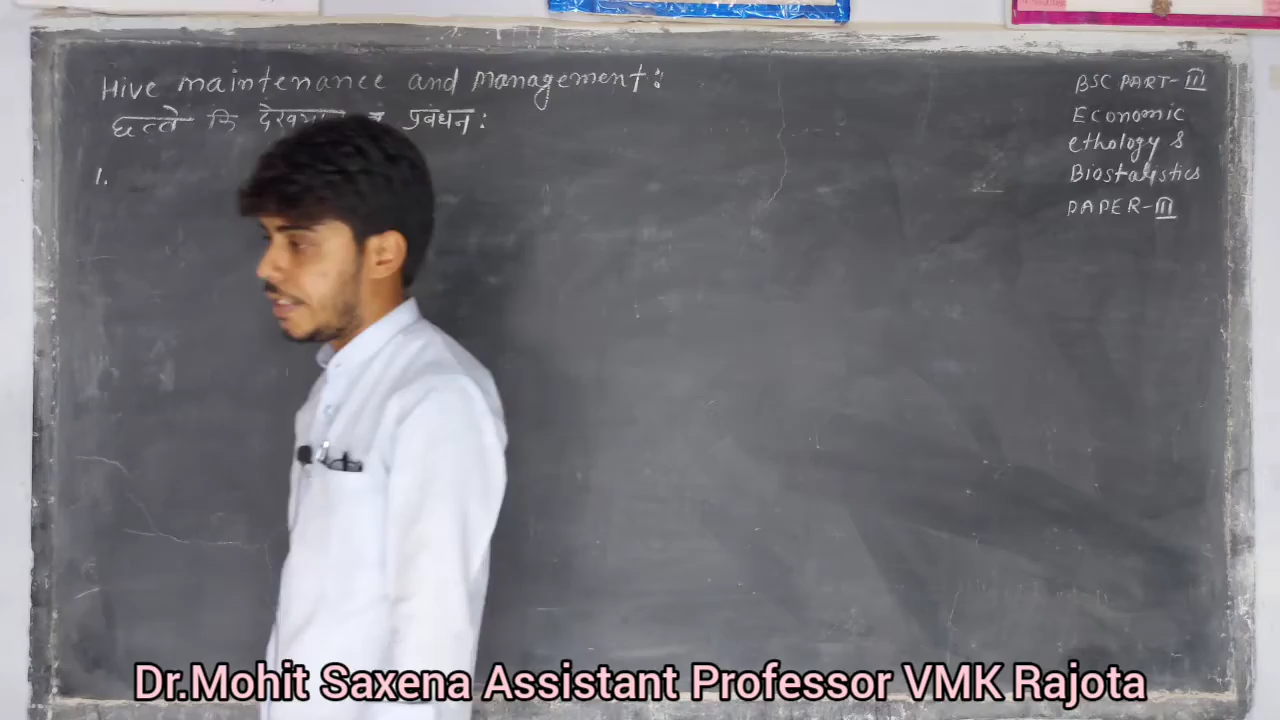 Hive maintenance and management:
छत्ते कि देखभाल व प्रबंधन:
1.
BSC PART-III
Economic
ethology &
Biostatistics
PAPER-III
Dr.Mohit Saxena Assistant Professor VMK Rajota